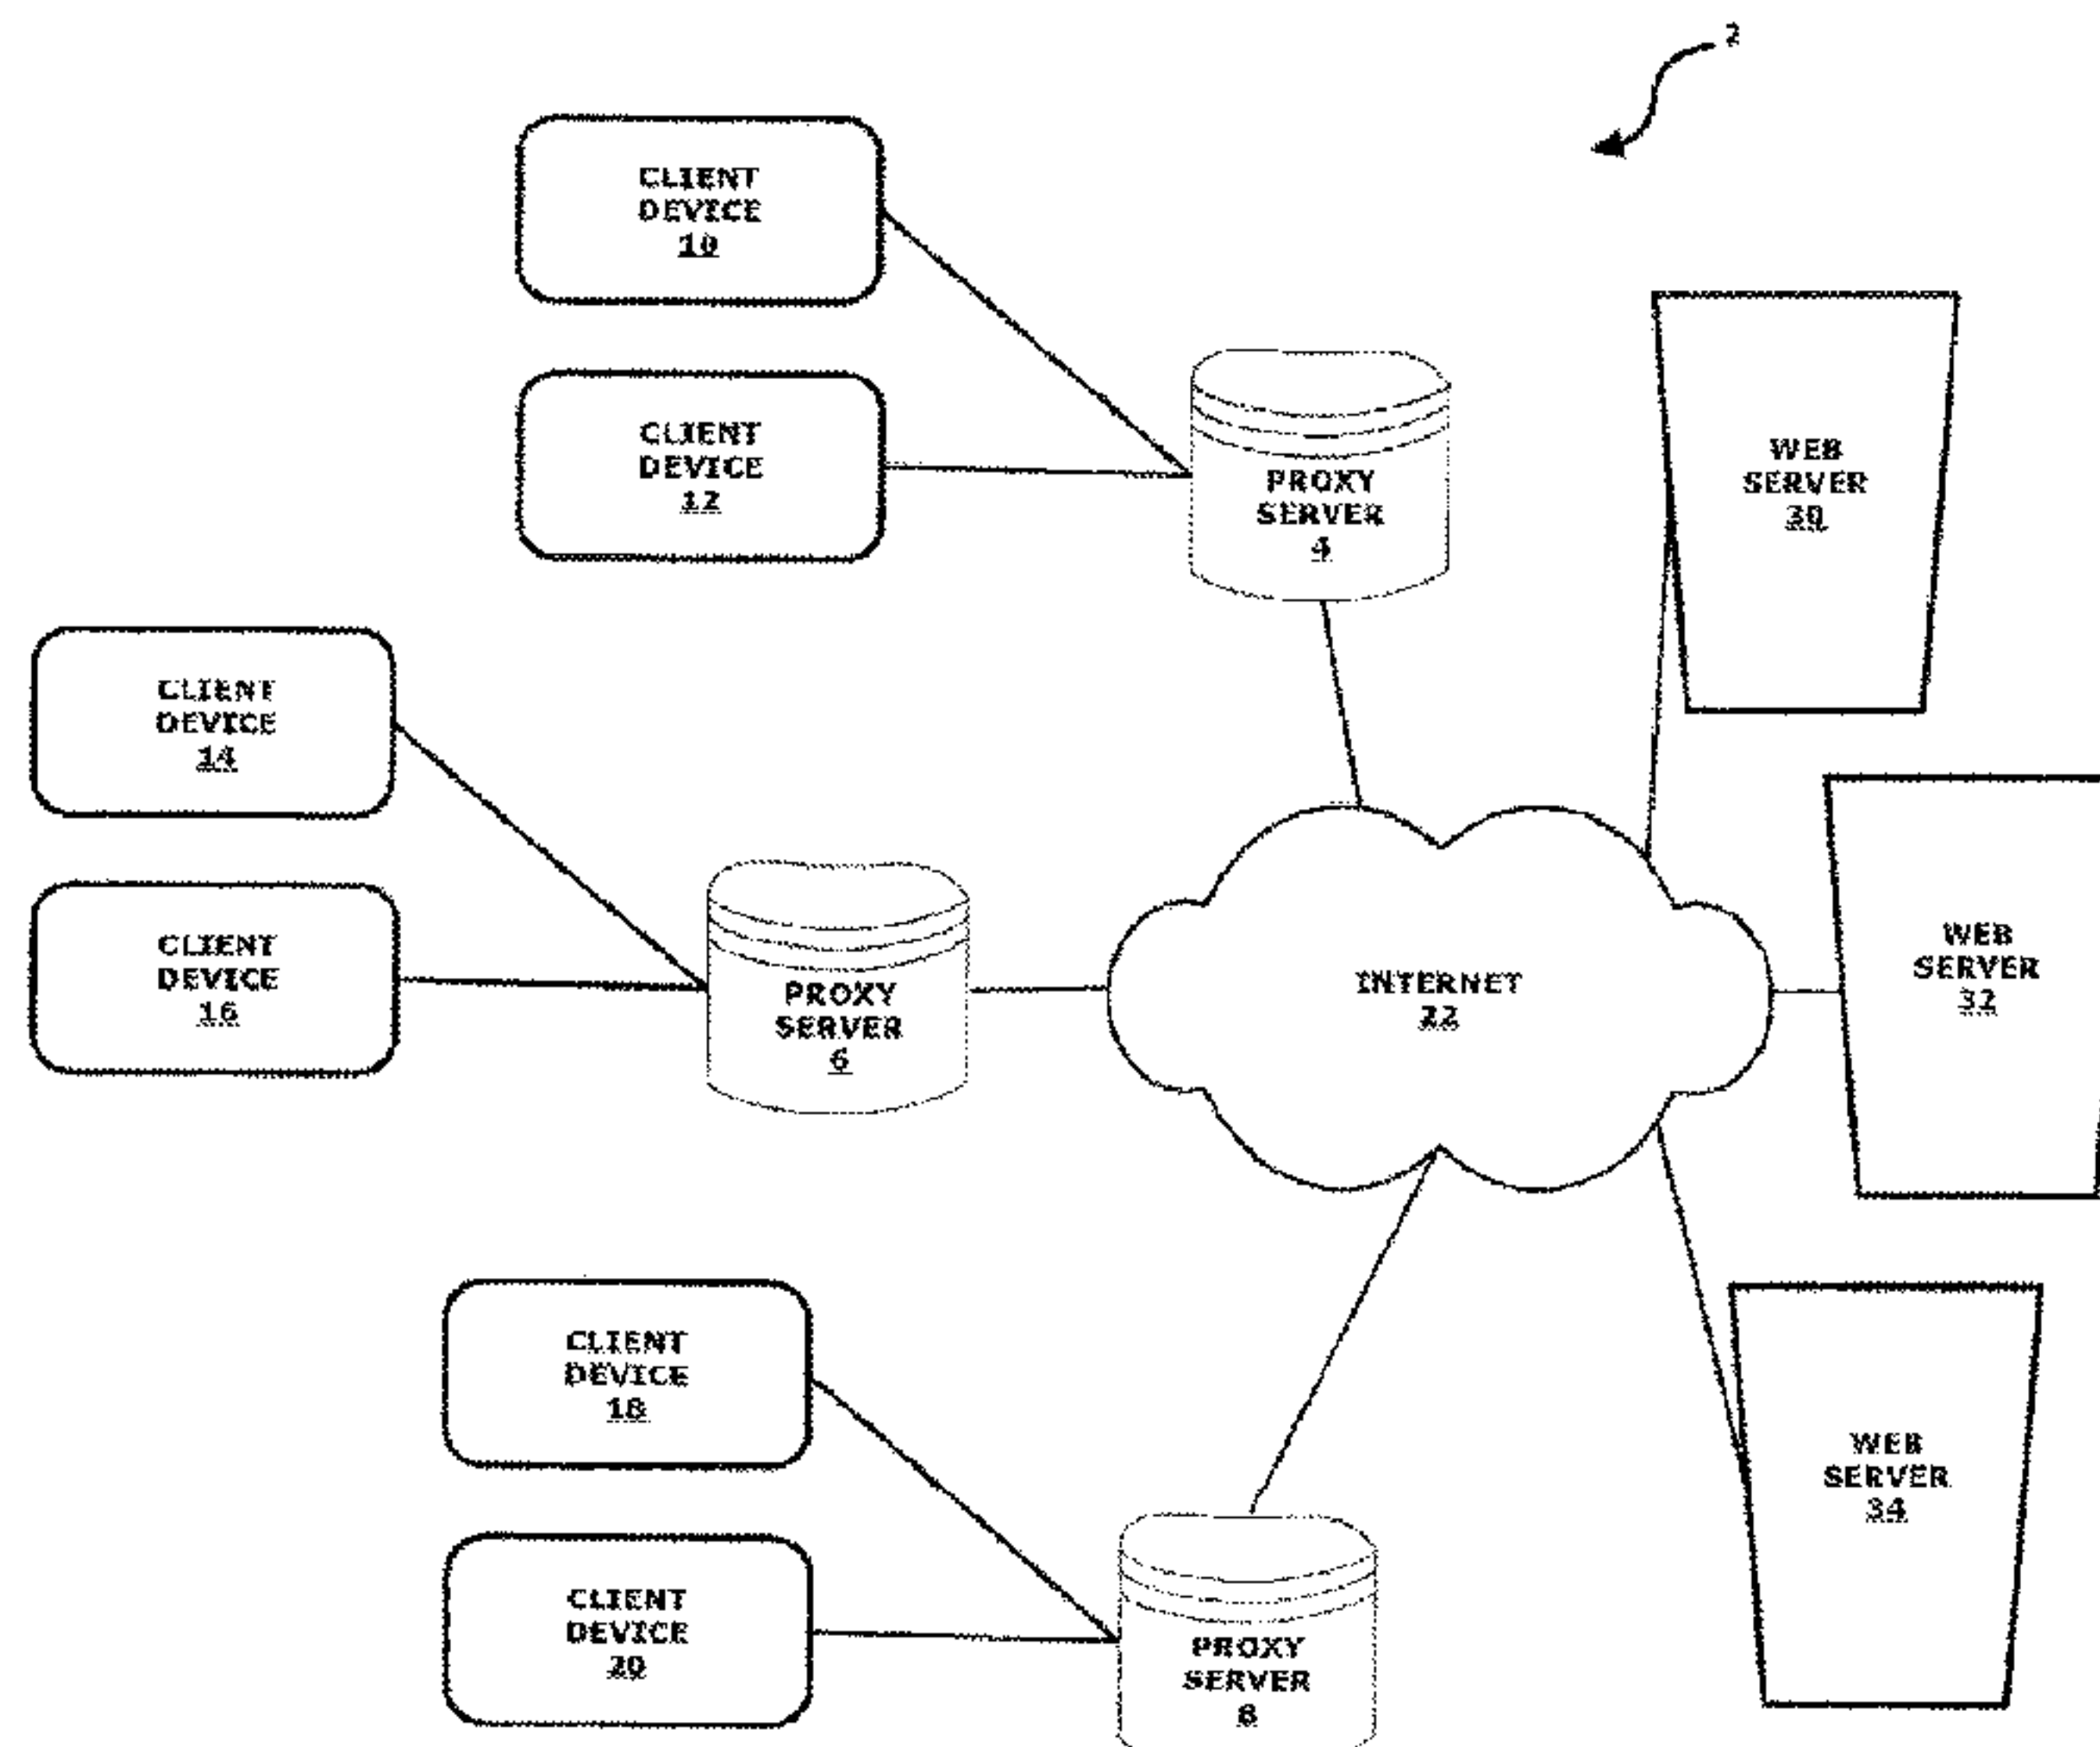 2
CLIENT
DEVICE
10
CLIENT
DEVICE
12
PROXY
SERVER
4
WEB
SERVER
30
CLIENT
DEVICE
14
CLIENT
DEVICE
16
PROXY
SERVER
6
INTERNET
22
WEB
SERVER
32
CLIENT
DEVICE
18
CLIENT
DEVICE
20
PROXY
SERVER
8
WEB
SERVER
34